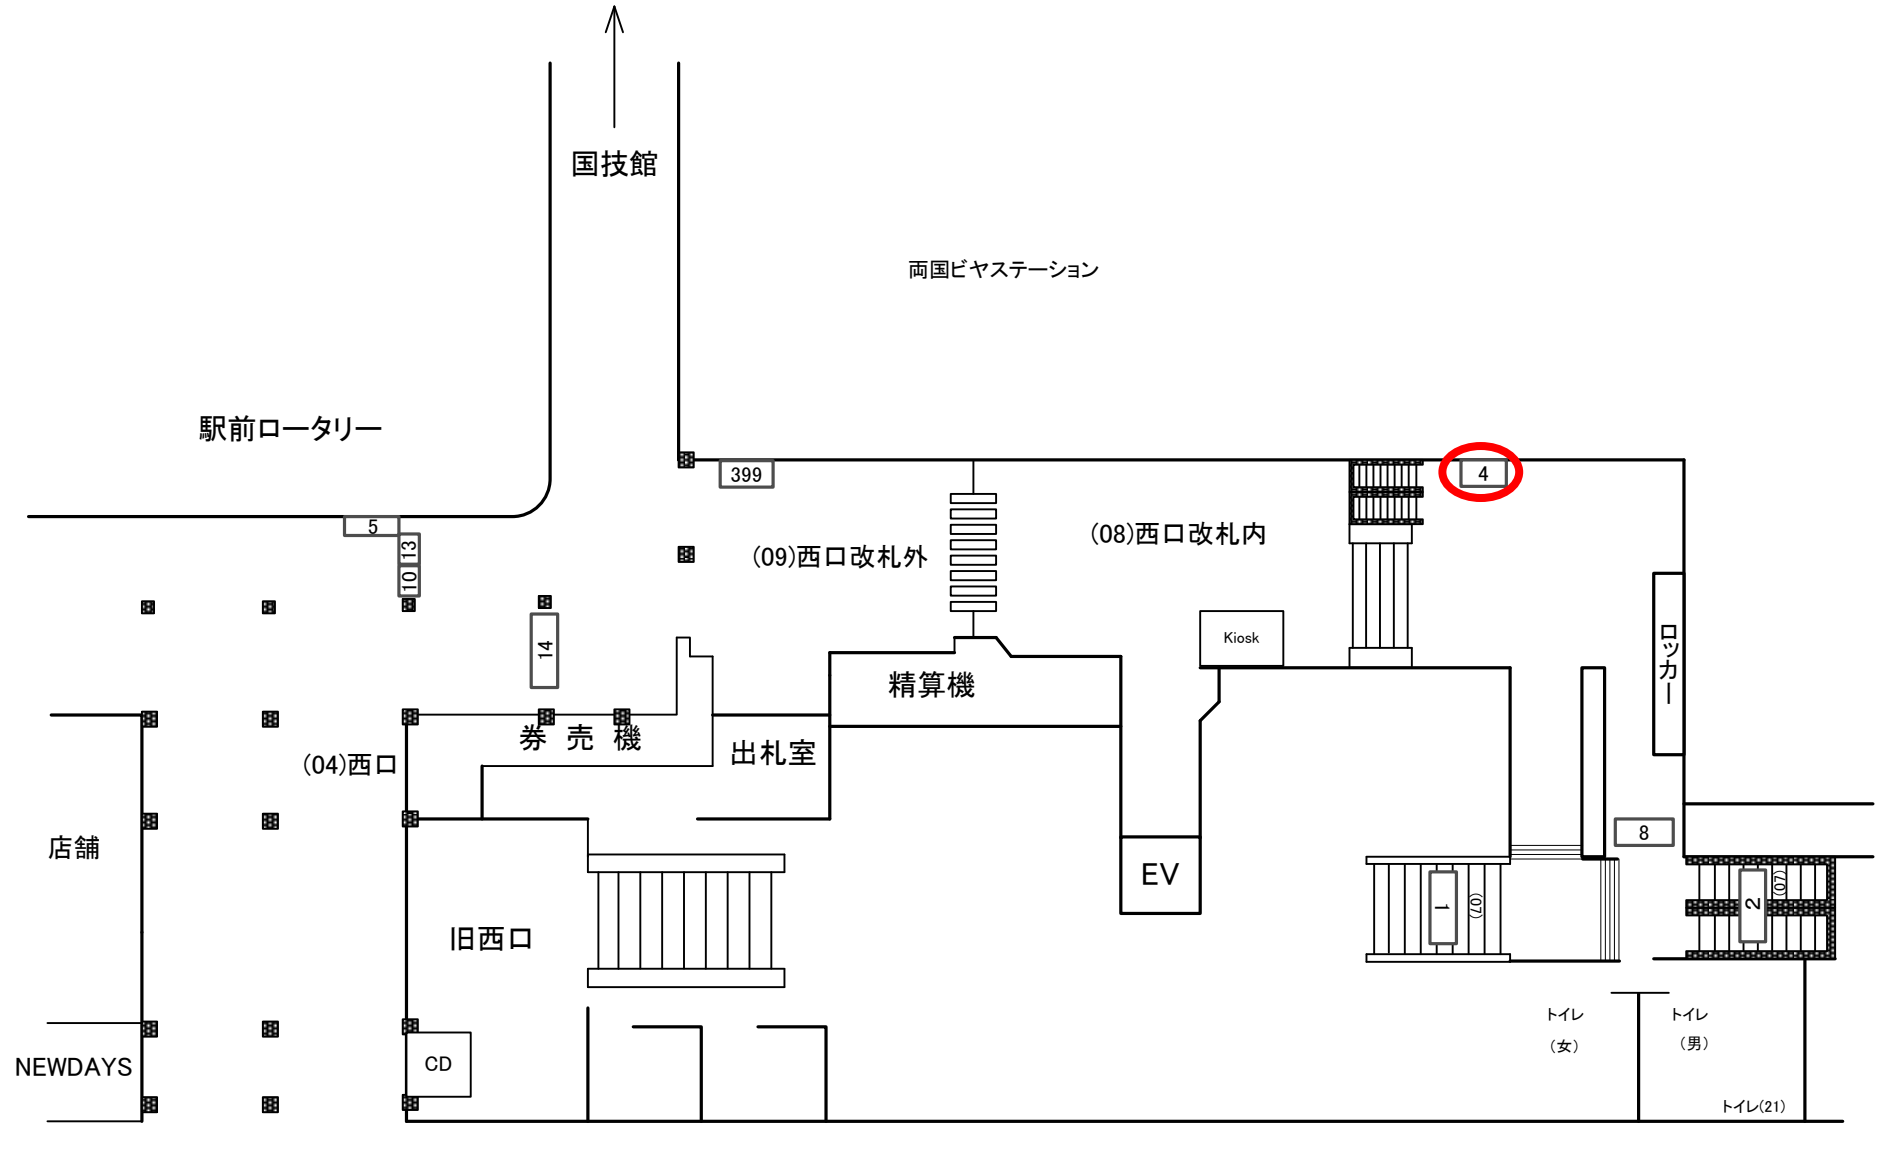 国技館
両国ビヤステーション
駅前ロータリー
399
4
5
13
10
14
(09)西口改札外
(08)西口改札内
Kiosk
ロッカー
精算機
券売機
出札室
(04)西口
店舗
8
EV
1
(07)
2
(07)
旧西口
NEWDAYS
CD
トイレ
(女)
トイレ
(男)
トイレ(21)